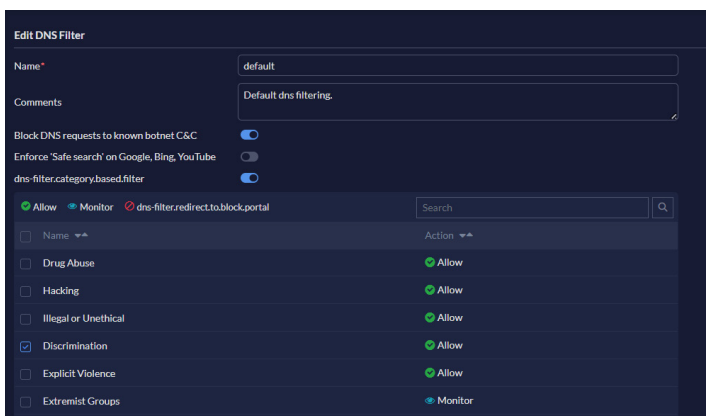 Edit DNS Filter
Name* default
Comments Default dns filtering.
Block DNS requests to known botnet C&C
Enforce 'Safe search' on Google, Bing, YouTube
dns-filter.category.based.filter
Allow Monitor dns-filter.redirect.to.block.portal Search
Name Action
Drug Abuse Allow
Hacking Allow
Illegal or Unethical Allow
Discrimination Allow
Explicit Violence Allow
Extremist Groups Monitor